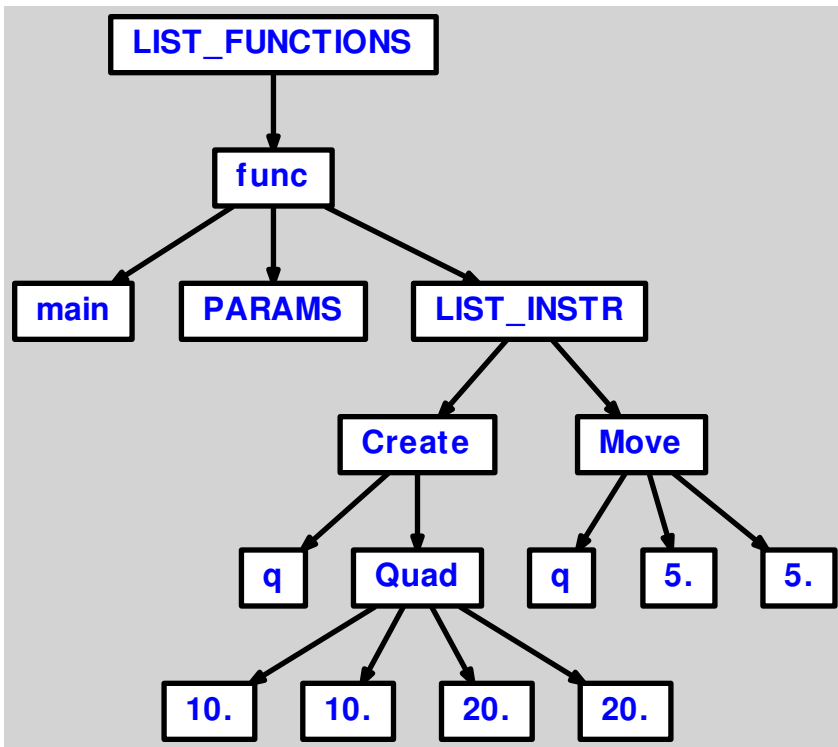 LIST_FUNCTIONS
func
main PARAMS LIST_INSTR
Create Move
q Quad q 5. 5.
10. 10. 20. 20.